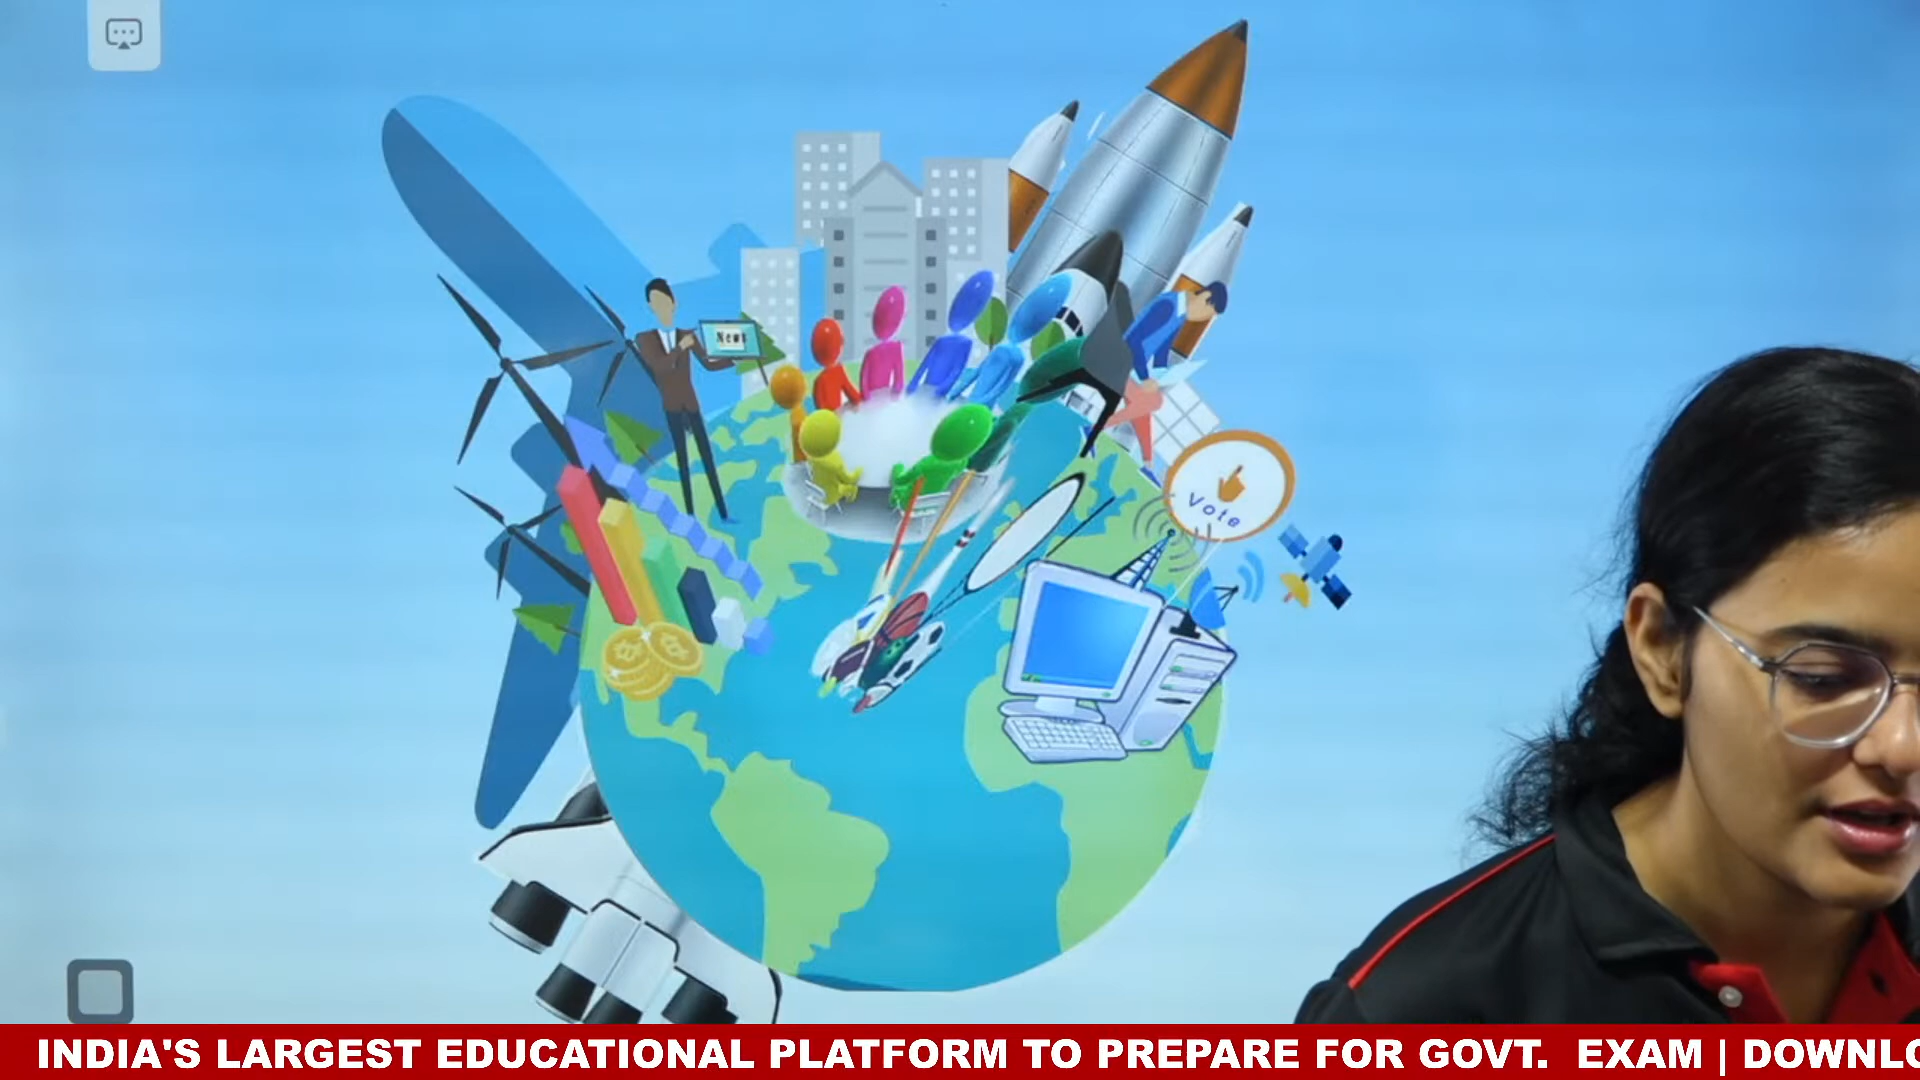 News
Vote
INDIA'S LARGEST EDUCATIONAL PLATFORM TO PREPARE FOR GOVT. EXAM | DOWNLO